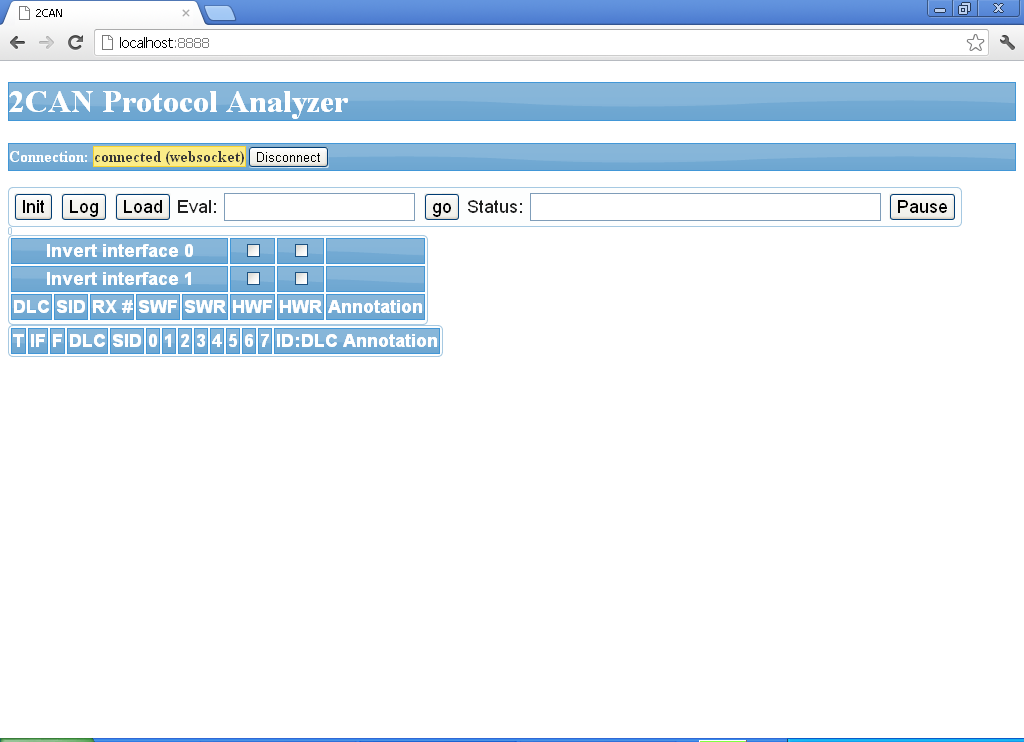 2CAN
localhost:8888
2CAN Protocol Analyzer
Connection: connected (websocket) Disconnect
Init Log Load Eval: go Status: Pause
Invert interface 0
Invert interface 1
DLC SID RX # SWF SWR HWF HWR Annotation
T IF F DLC SID 0 1 2 3 4 5 6 7 ID:DLC Annotation